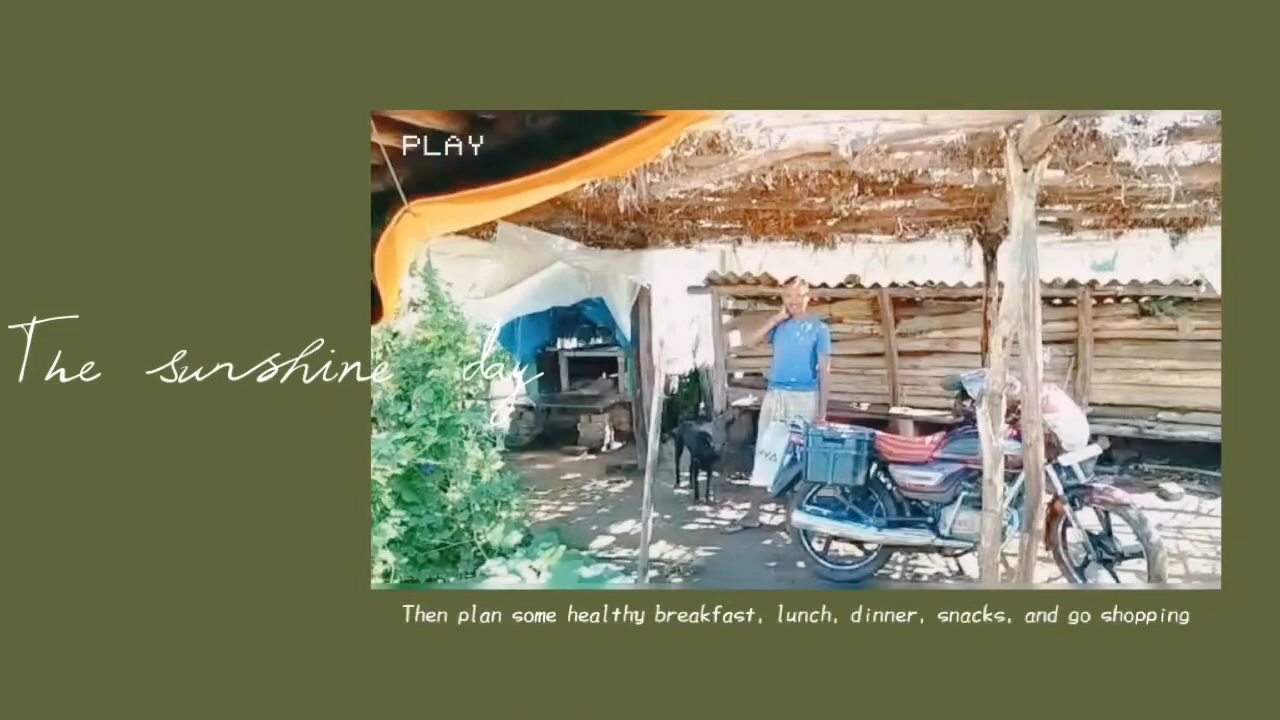 PLAY
The sunshine day
Then plan some healthy breakfast, lunch, dinner, snacks, and go shopping